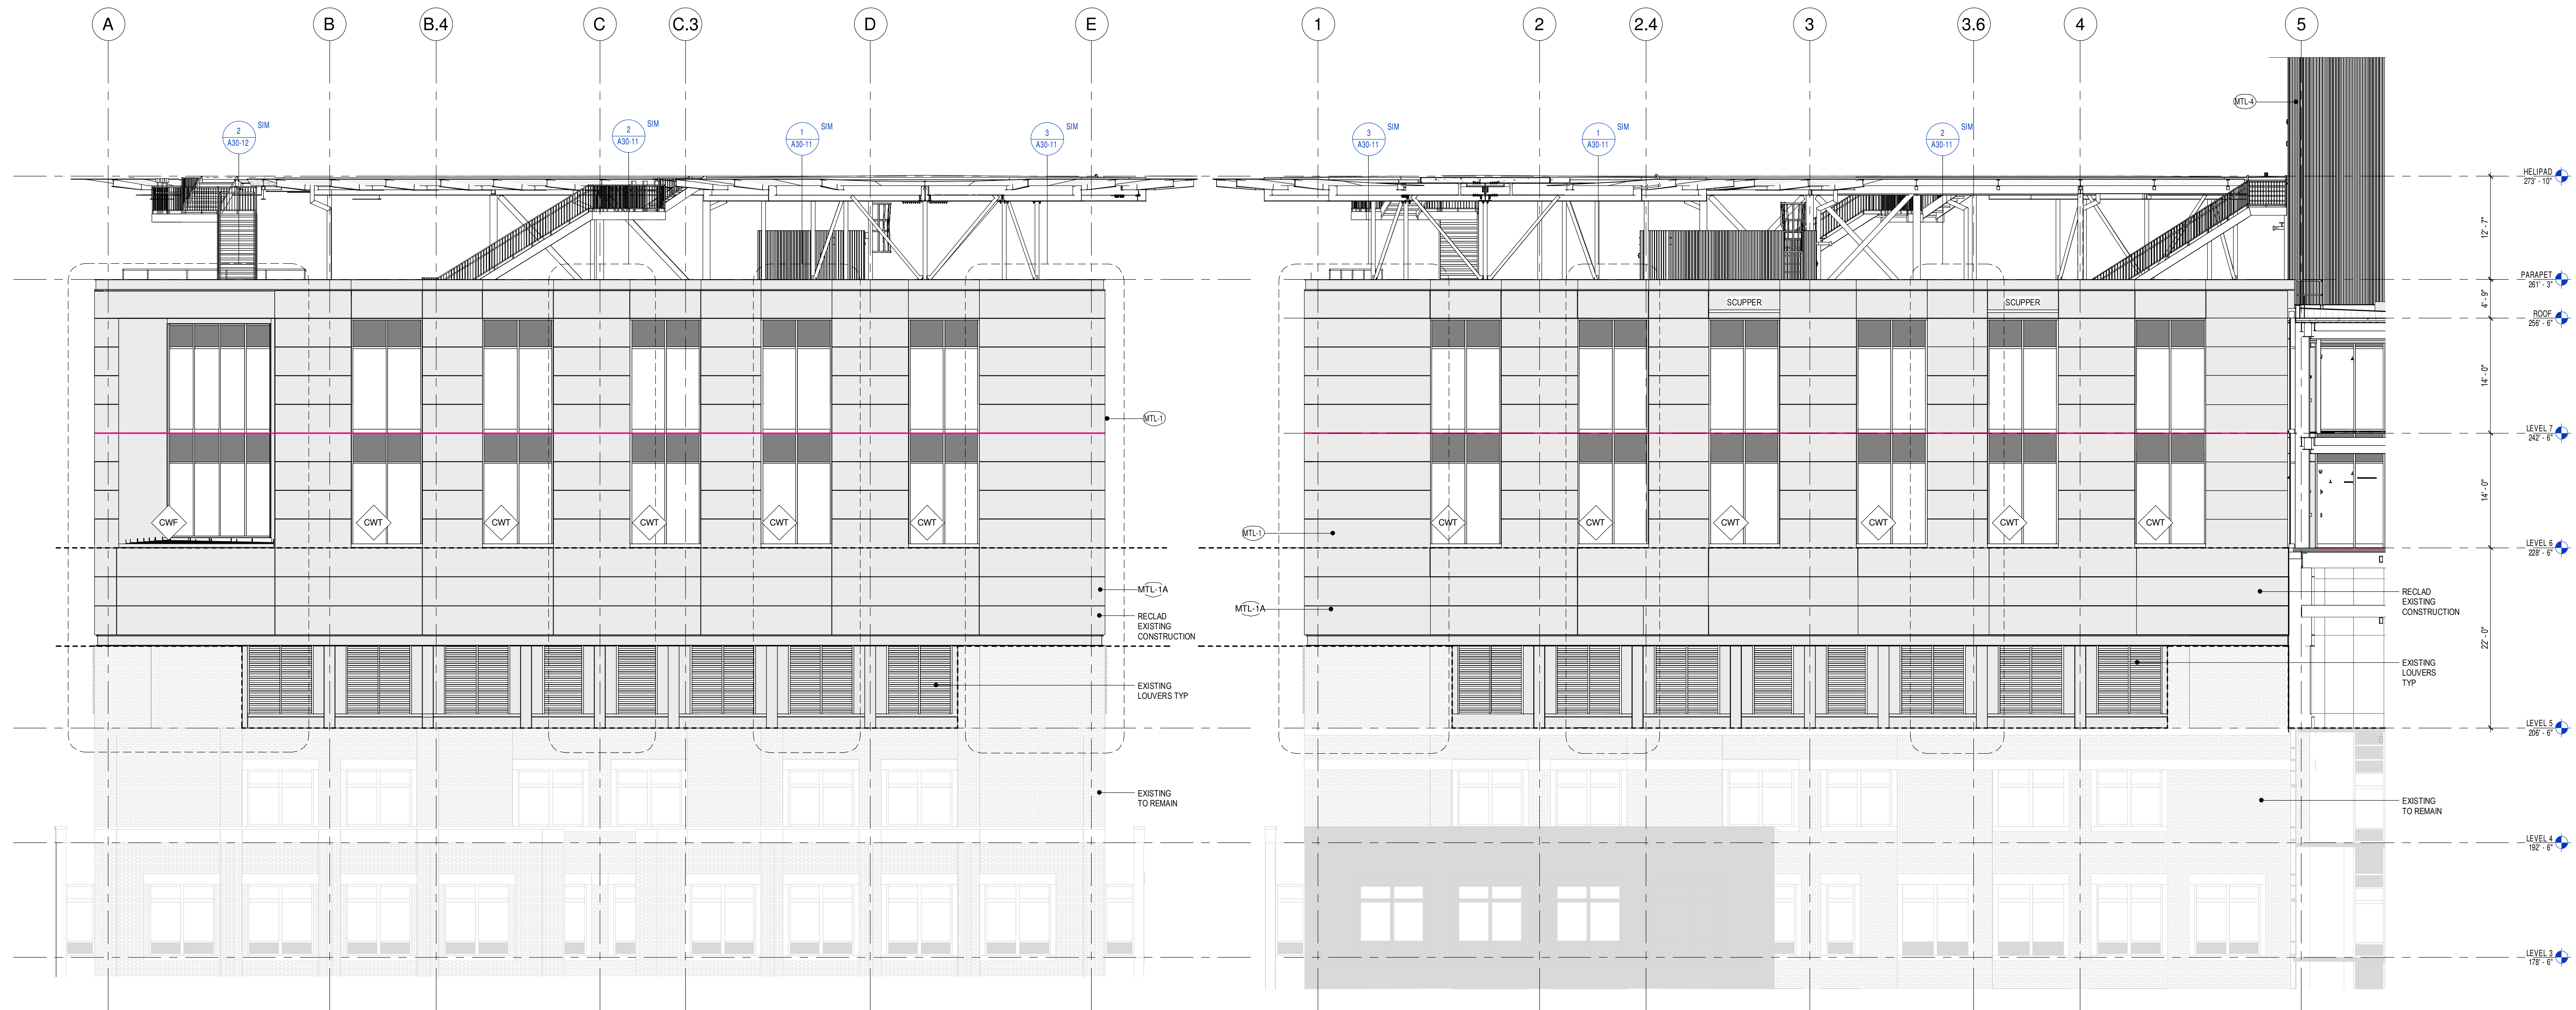 A
B
B.4
C
C.3
D
E
1
2
2.4
3
3.6
4
5
MTL-4
2
A30-12
SIM
2
A30-11
SIM
1
A30-11
SIM
3
A30-11
SIM
3
A30-11
SIM
1
A30-11
SIM
2
A30-11
SIM
HELIPAD
273' - 10"
12' - 7"
PARAPET
261' - 3"
4' - 9"
SCUPPER
SCUPPER
ROOF
256' - 6"
14' - 0"
MTL-1
LEVEL 7
242' - 6"
14' - 0"
CWF
CWT
CWT
CWT
CWT
CWT
CWT
CWT
CWT
CWT
CWT
CWT
MTL-1
LEVEL 6
228' - 6"
MTL-1A
MTL-1A
RECLAD
EXISTING
CONSTRUCTION
RECLAD
EXISTING
CONSTRUCTION
22' - 0"
EXISTING
LOUVERS TYP
EXISTING
LOUVERS
TYP
LEVEL 5
206' - 6"
EXISTING
TO REMAIN
EXISTING
TO REMAIN
LEVEL 4
192' - 6"
LEVEL 3
178' - 6"